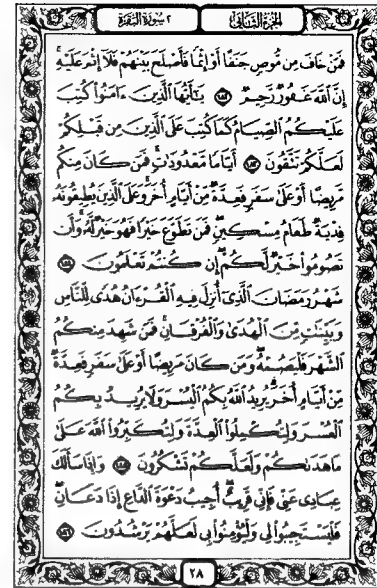 الجزء الثاني ٢ سورة البقرة
فَمَنْ خَافَ مِن مُّوصٍ جَنَفًا أَوْ إِثْمًا فَأَصْلَحَ بَيْنَهُمْ فَلَا إِثْمَ عَلَيْهِ
إِنَّ اللَّهَ غَفُورٌ رَّحِيمٌ ١٨٢ يَٰٓأَيُّهَا الَّذِينَ ءَامَنُوا كُتِبَ
عَلَيْكُمُ الصِّيَامُ كَمَا كُتِبَ عَلَى الَّذِينَ مِن قَبْلِكُمْ
لَعَلَّكُمْ تَتَّقُونَ ١٨٣ أَيَّامًا مَّعْدُودَاتٍ فَمَن كَانَ مِنكُم
مَّرِيضًا أَوْ عَلَىٰ سَفَرٍ فَعِدَّةٌ مِّنْ أَيَّامٍ أُخَرَ وَعَلَى الَّذِينَ يُطِيقُونَهُ
فِدْيَةٌ طَعَامُ مِسْكِينٍ فَمَن تَطَوَّعَ خَيْرًا فَهُوَ خَيْرٌ لَّهُ وَأَن
تَصُومُوا خَيْرٌ لَّكُمْ إِن كُنتُمْ تَعْلَمُونَ ١٨٤
شَهْرُ رَمَضَانَ الَّذِي أُنزِلَ فِيهِ الْقُرْءَانُ هُدًى لِّلنَّاسِ
وَبَيِّنَٰتٍ مِّنَ الْهُدَىٰ وَالْفُرْقَانِ فَمَن شَهِدَ مِنكُمُ
الشَّهْرَ فَلْيَصُمْهُ وَمَن كَانَ مَرِيضًا أَوْ عَلَىٰ سَفَرٍ فَعِدَّةٌ
مِّنْ أَيَّامٍ أُخَرَ يُرِيدُ اللَّهُ بِكُمُ الْيُسْرَ وَلَا يُرِيدُ بِكُمُ
الْعُسْرَ وَلِتُكْمِلُوا الْعِدَّةَ وَلِتُكَبِّرُوا اللَّهَ عَلَىٰ
مَا هَدَىٰكُمْ وَلَعَلَّكُمْ تَشْكُرُونَ ١٨٥ وَإِذَا سَأَلَكَ
عِبَادِي عَنِّي فَإِنِّي قَرِيبٌ أُجِيبُ دَعْوَةَ الدَّاعِ إِذَا دَعَانِ
فَلْيَسْتَجِيبُوا لِي وَلْيُؤْمِنُوا بِي لَعَلَّهُمْ يَرْشُدُونَ ١٨٦
٢٨